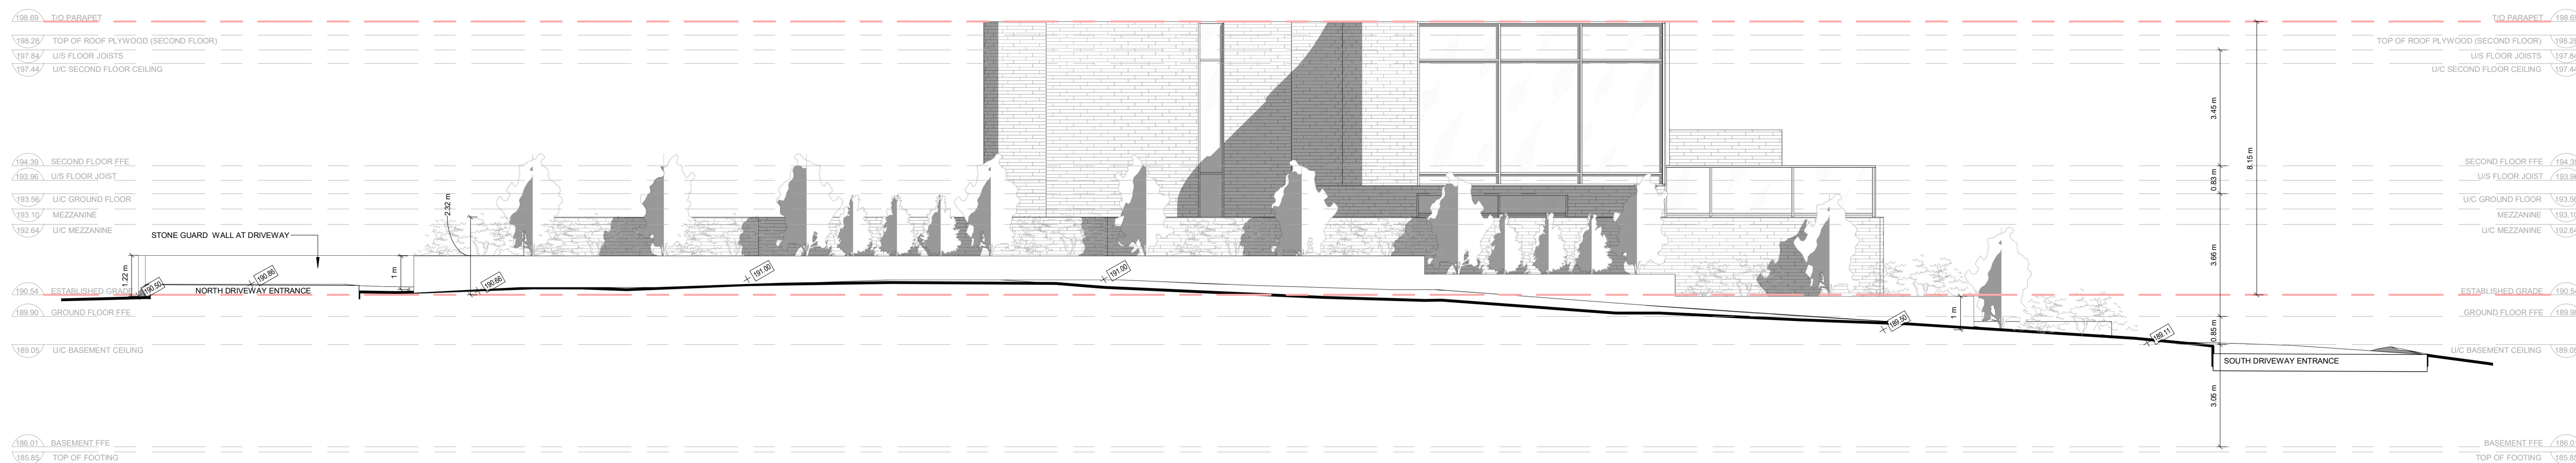 198.69 T/O PARAPET
198.28 TOP OF ROOF PLYWOOD (SECOND FLOOR)
197.84 U/S FLOOR JOISTS
197.44 U/C SECOND FLOOR CEILING
194.39 SECOND FLOOR FFE
193.96 U/S FLOOR JOIST
193.56 U/C GROUND FLOOR
193.10 MEZZANINE
192.64 U/C MEZZANINE
STONE GUARD WALL AT DRIVEWAY
1.22 m
190.50
190.86
1 m
2.32 m
190.66
191.00
191.00
190.54 ESTABLISHED GRADE
NORTH DRIVEWAY ENTRANCE
189.90 GROUND FLOOR FFE
189.05 U/C BASEMENT CEILING
186.01 BASEMENT FFE
185.85 TOP OF FOOTING
189.50
1 m
189.11
SOUTH DRIVEWAY ENTRANCE
3.45 m
0.83 m
3.66 m
0.85 m
3.05 m
8.15 m
T/O PARAPET 198.69
TOP OF ROOF PLYWOOD (SECOND FLOOR) 198.28
U/S FLOOR JOISTS 197.84
U/C SECOND FLOOR CEILING 197.44
SECOND FLOOR FFE 194.39
U/S FLOOR JOIST 193.96
U/C GROUND FLOOR 193.56
MEZZANINE 193.10
U/C MEZZANINE 192.64
ESTABLISHED GRADE 190.54
GROUND FLOOR FFE 189.90
U/C BASEMENT CEILING 189.05
BASEMENT FFE 186.01
TOP OF FOOTING 185.85